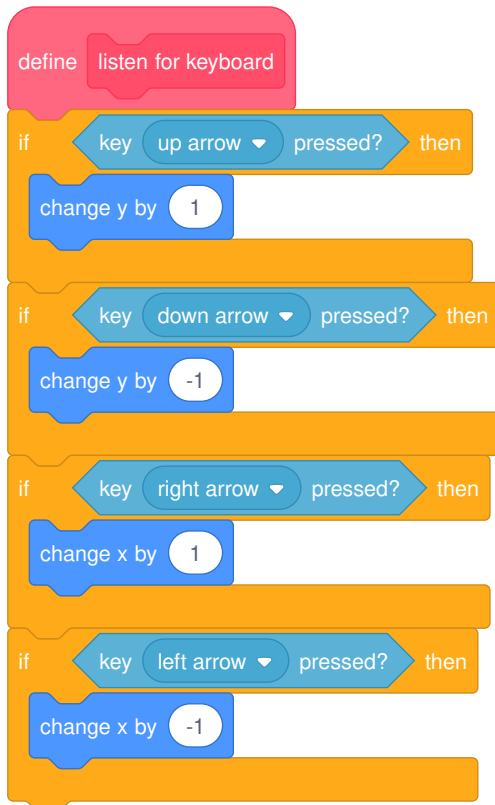 define listen for keyboard
if key up arrow pressed? then
change y by 1
if key down arrow pressed? then
change y by -1
if key right arrow pressed? then
change x by 1
if key left arrow pressed? then
change x by -1